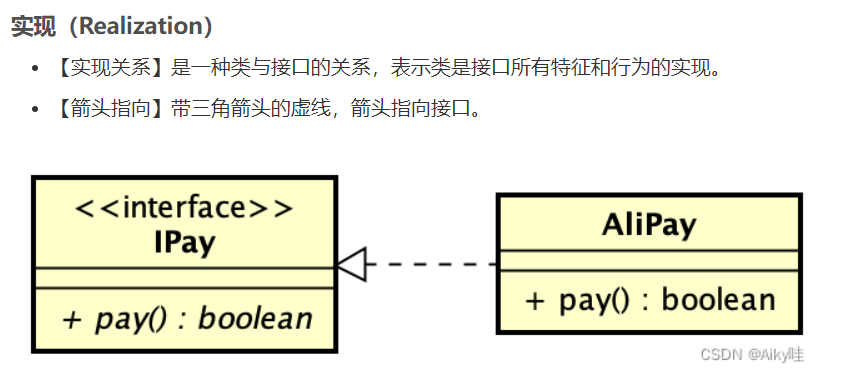 实现（Realization）
• 【实现关系】是一种类与接口的关系，表示类是接口所有特征和行为的实现。
• 【箭头指向】带三角箭头的虚线，箭头指向接口。
<<interface>>
IPay
+ pay() : boolean
AliPay
+ pay() : boolean
CSDN @Aiky哇